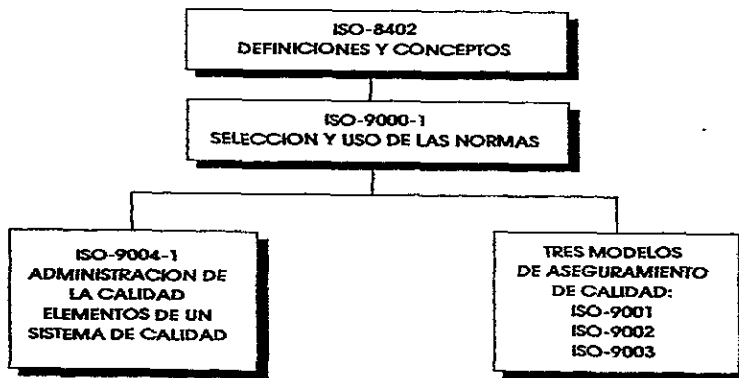 ISO-8402
DEFINICIONES Y CONCEPTOS
ISO-9000-1
SELECCION Y USO DE LAS NORMAS
ISO-9004-1
ADMINISTRACION DE
LA CALIDAD
ELEMENTOS DE UN
SISTEMA DE CALIDAD
TRES MODELOS
DE ASEGURAMIENTO
DE CALIDAD:
ISO-9001
ISO-9002
ISO-9003